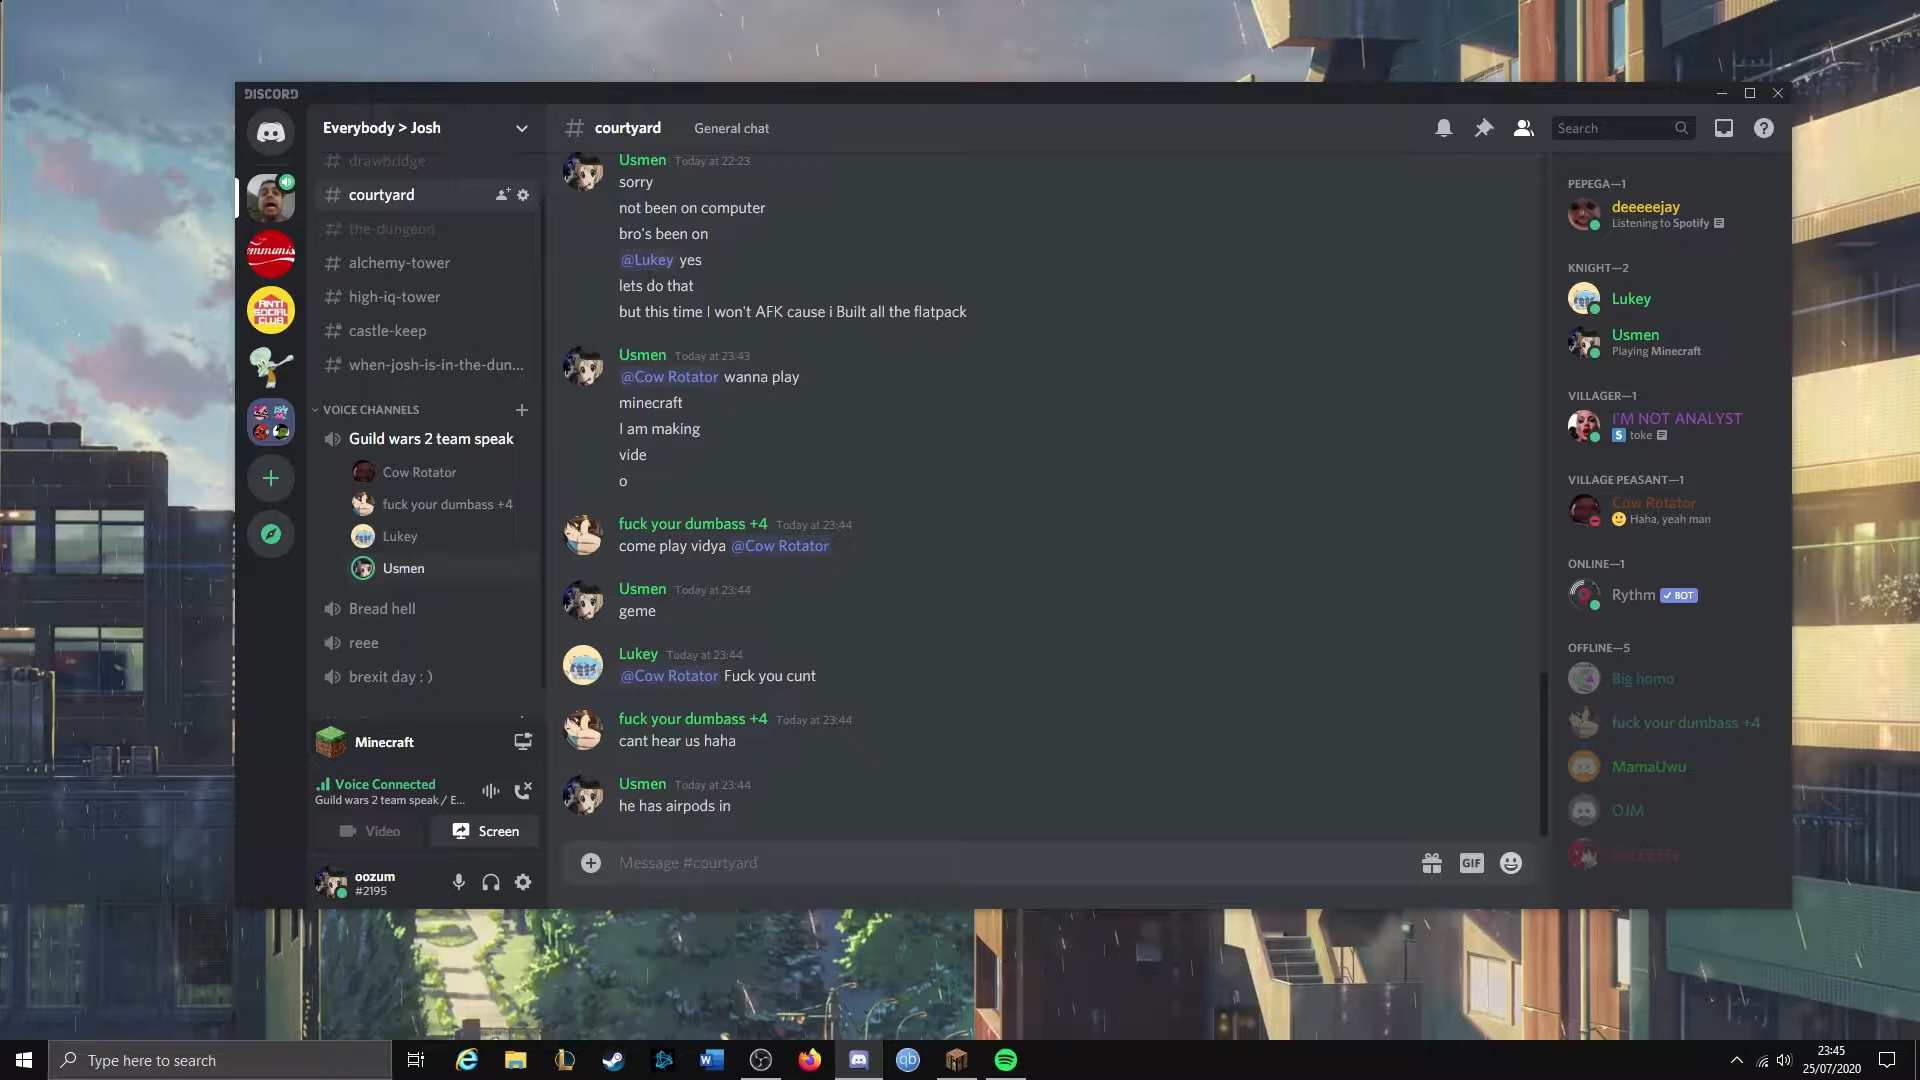 DISCORD
Everybody > Josh
drawbridge
courtyard
the-dungeon
alchemy-tower
high-iq-tower
castle-keep
when-josh-is-in-the-dun...
VOICE CHANNELS
Guild wars 2 team speak
Cow Rotator
fuck your dumbass +4
Lukey
Usmen
Bread hell
reee
brexit day : )
Minecraft
Voice Connected
Guild wars 2 team speak / E...
Video
Screen
oozum
#2195
ANTI
SOCIAL
CLUB
courtyard
General chat
Search
Usmen Today at 22:23
sorry
not been on computer
bro's been on
@Lukey yes
lets do that
but this time I won't AFK cause i Built all the flatpack
Usmen Today at 23:43
@Cow Rotator wanna play
minecraft
I am making
vide
o
fuck your dumbass +4 Today at 23:44
come play vidya @Cow Rotator
Usmen Today at 23:44
geme
Lukey Today at 23:44
@Cow Rotator Fuck you cunt
fuck your dumbass +4 Today at 23:44
cant hear us haha
Usmen Today at 23:44
he has airpods in
Message #courtyard
GIF
PEPEGA—1
deeeeejay
Listening to Spotify
KNIGHT—2
Lukey
Usmen
Playing Minecraft
VILLAGER—1
I'M NOT ANALYST
S toke
VILLAGE PEASANT—1
Cow Rotator
Haha, yeah man
ONLINE—1
Rythm BOT
OFFLINE—5
Big homo
fuck your dumbass +4
MamaUwu
OJM
Type here to search
23:45
25/07/2020